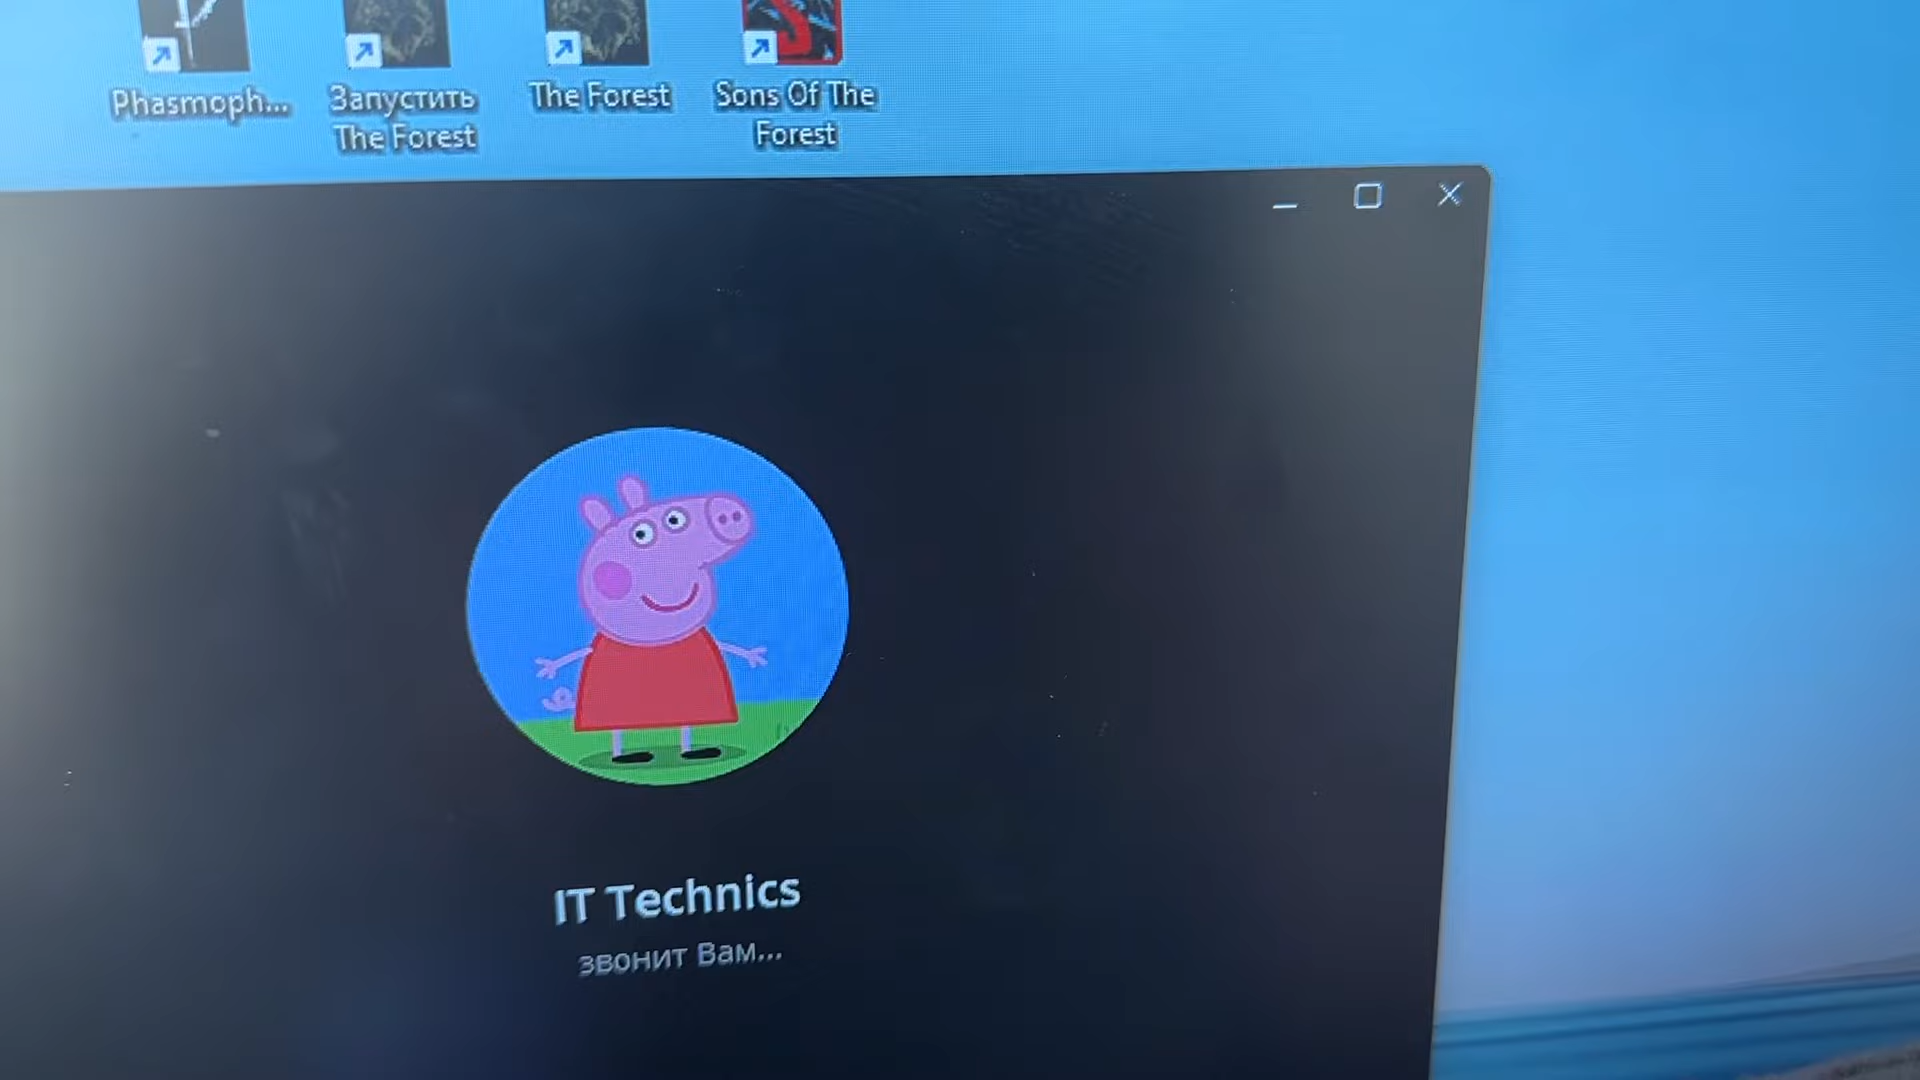 Phasmoph...
Запустить
The Forest
The Forest
Sons Of The
Forest
IT Technics
звонит Вам...